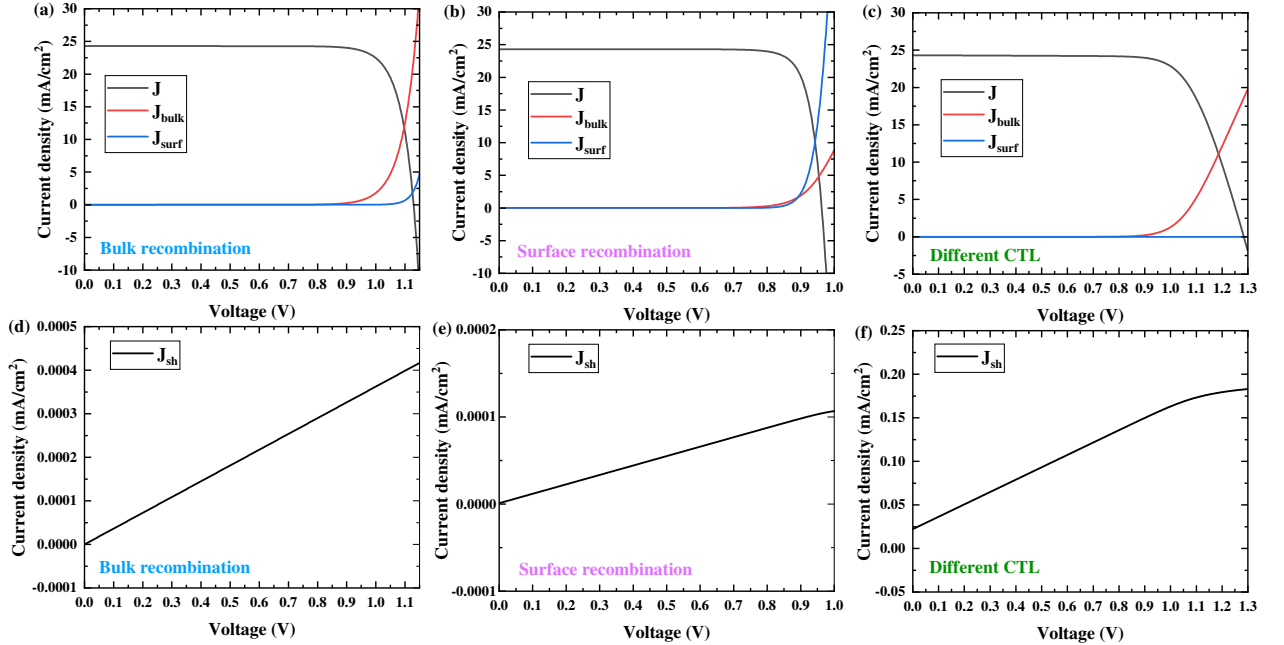 (a)
Current density (mA/cm²)
30
25
20
15
10
5
0
-5
-10
J
J_bulk
J_surf
Bulk recombination
0.0 0.1 0.2 0.3 0.4 0.5 0.6 0.7 0.8 0.9 1.0 1.1
Voltage (V)
(b)
Current density (mA/cm²)
30
25
20
15
10
5
0
-5
-10
J
J_bulk
J_surf
Surface recombination
0.0 0.1 0.2 0.3 0.4 0.5 0.6 0.7 0.8 0.9 1.0
Voltage (V)
(c)
Current density (mA/cm²)
30
25
20
15
10
5
0
5
J
J_bulk
J_surf
Different CTL
0.0 0.1 0.2 0.3 0.4 0.5 0.6 0.7 0.8 0.9 1.0 1.1 1.2 1.3
Voltage (V)
(d)
Current density (mA/cm²)
0.0005
0.0004
0.0003
0.0002
0.0001
0.0000
-0.0001
J_sh
Bulk recombination
0.0 0.1 0.2 0.3 0.4 0.5 0.6 0.7 0.8 0.9 1.0 1.1
Voltage (V)
(e)
Current density (mA/cm²)
0.0002
0.0001
0.0000
-0.0001
J_sh
Surface recombination
0.0 0.1 0.2 0.3 0.4 0.5 0.6 0.7 0.8 0.9 1.0
Voltage (V)
(f)
Current density (mA/cm²)
0.25
0.20
0.15
0.10
0.05
0.00
-0.05
J_sh
Different CTL
0.0 0.1 0.2 0.3 0.4 0.5 0.6 0.7 0.8 0.9 1.0 1.1 1.2 1.3
Voltage (V)